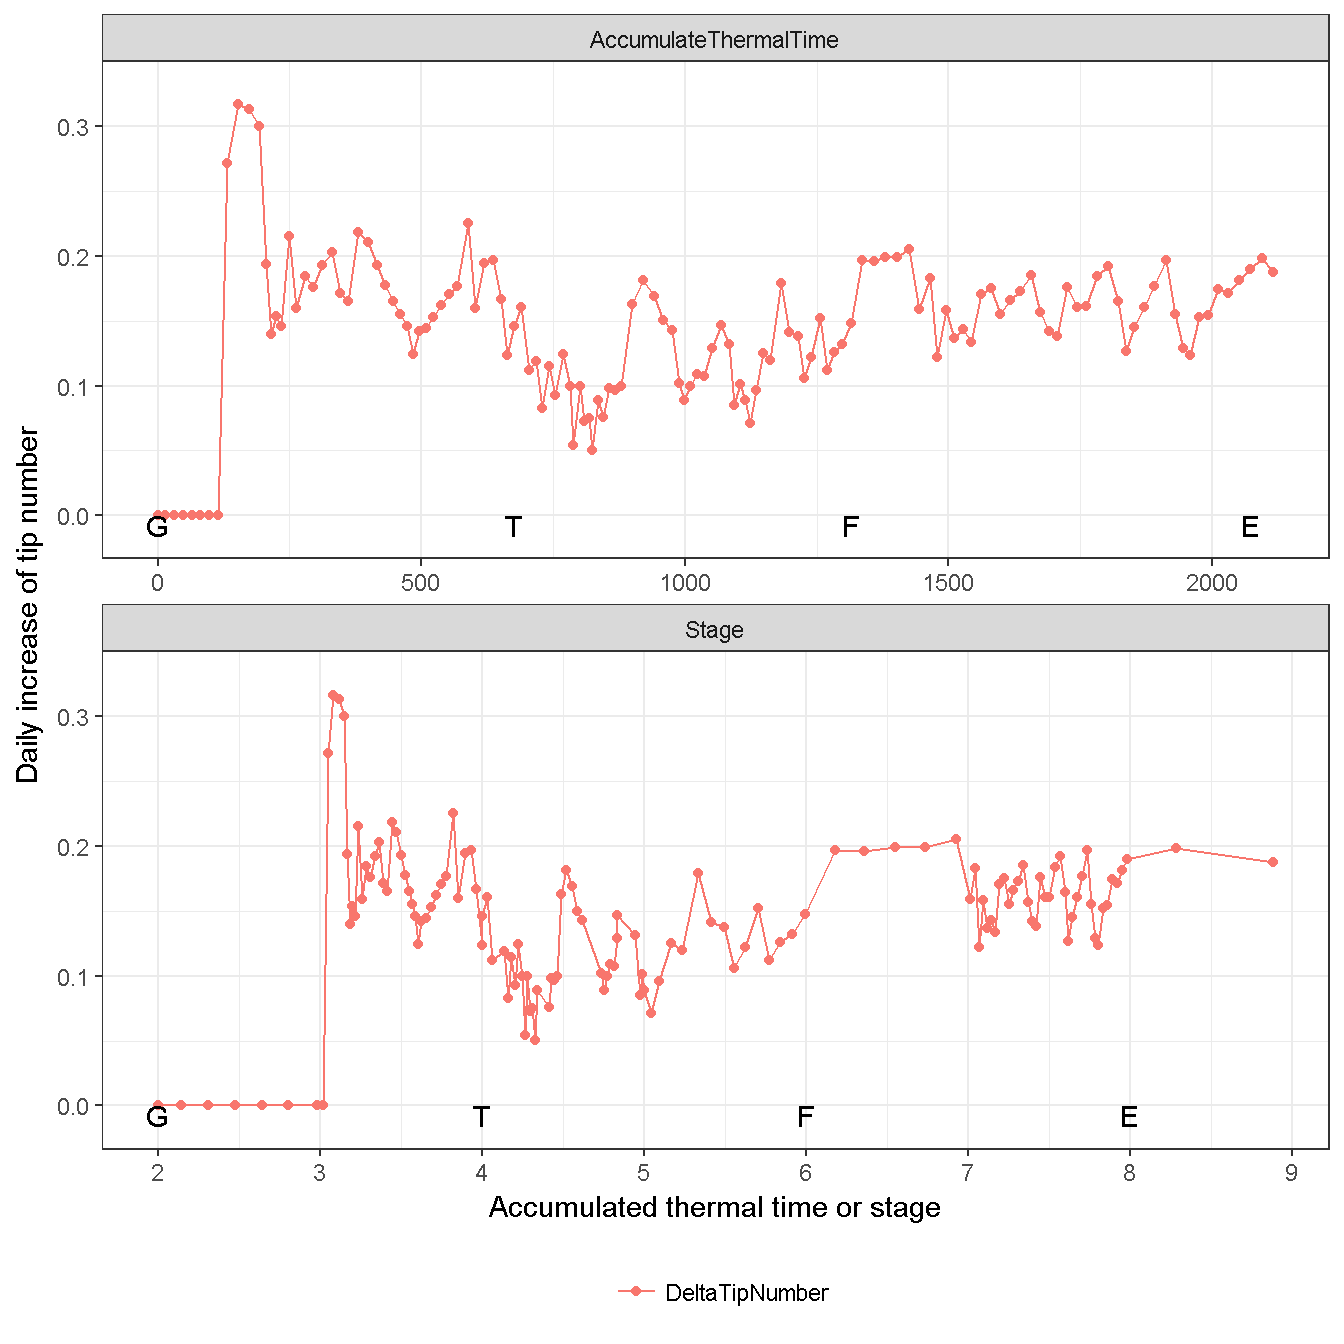 AccumulateThermalTime
0.3
0.2
0.1
0.0
G T F E
0 500 1000 1500 2000
Daily increase of tip number
Stage
0.3
0.2
0.1
0.0
G T F E
2 3 4 5 6 7 8 9
Accumulated thermal time or stage
DeltaTipNumber